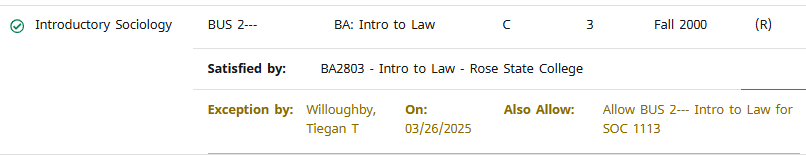 Introductory Sociology BUS 2--- BA: Intro to Law C 3 Fall 2000 (R)
Satisfied by: BA2803 - Intro to Law - Rose State College
Exception by: Willoughby, On: Also Allow: Allow BUS 2--- Intro to Law for
Tiegan T 03/26/2025 SOC 1113